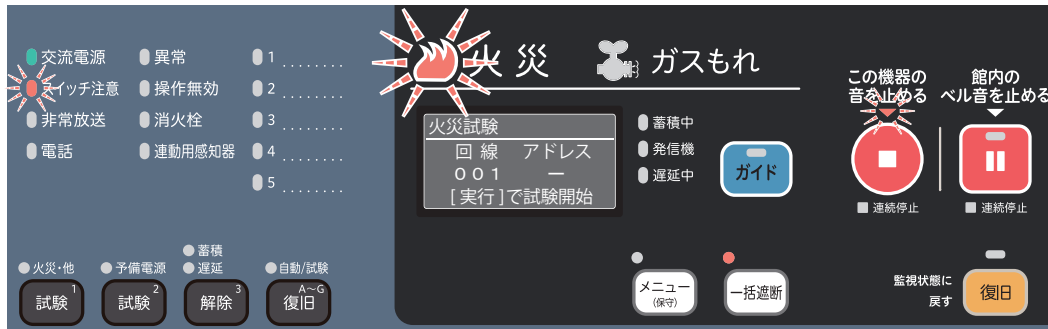 交流電源
スイッチ注意
非常放送
電話
異常
操作無効
消火栓
連動用感知器
1 ........
2 ........
3 ........
4 ........
5 ........
火災
ガスもれ
火災試験
回線 アドレス
001 ー
[実行]で試験開始
蓄積中
発信機
遅延中
ガイド
この機器の
音を止める
連続停止
館内の
ベル音を止める
連続停止
火災・他
試験 1
予備電源
試験 2
蓄積
遅延
解除 3
自動/試験
復旧 A～G
メニュー
(保守)
一括遮断
監視状態に
戻す
復旧